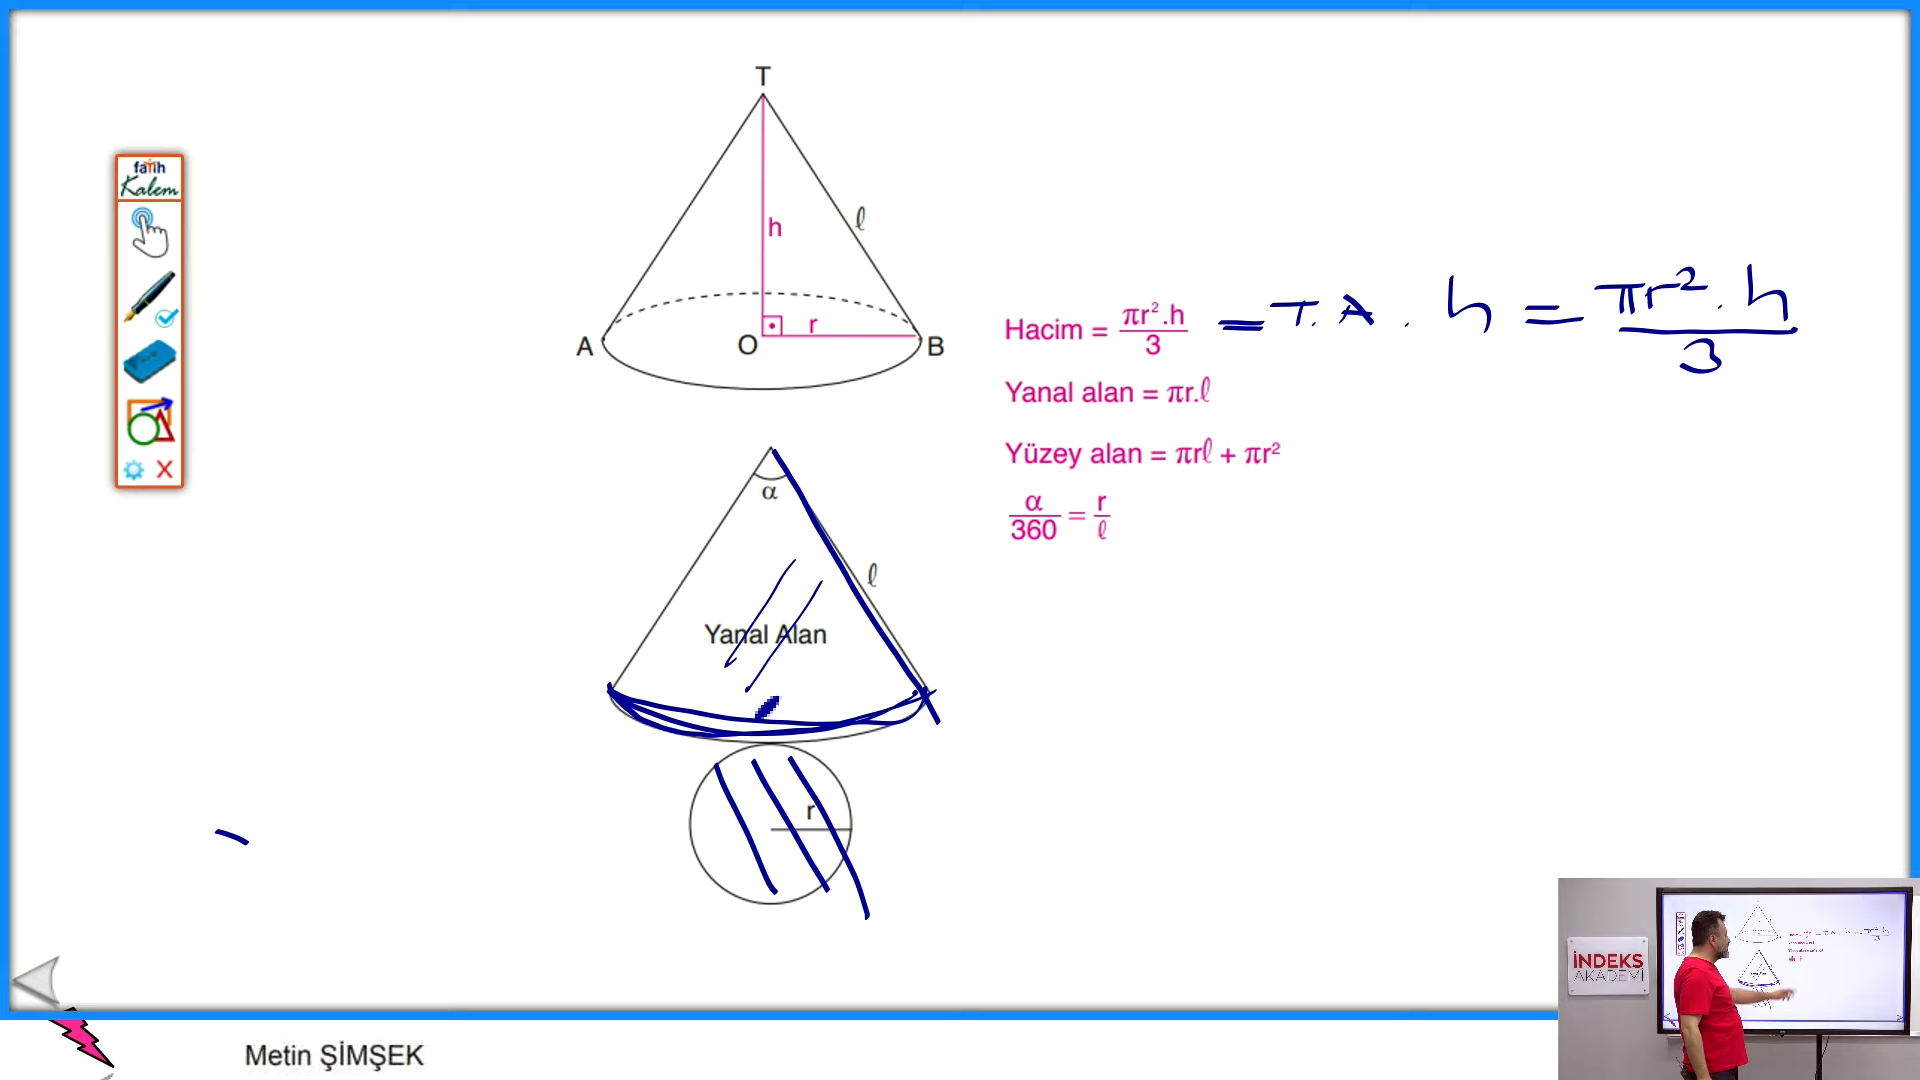 T
fatih
Kalem
h
ℓ
r
A
O
B
Hacim = πr².h / 3 = T.A. h = πr².h / 3
Yanal alan = πr.ℓ
Yüzey alan = πrℓ + πr²
α/360 = r/ℓ
α
ℓ
Yanal Alan
r
İNDEKS
AKADEMİ
Metin ŞİMŞEK